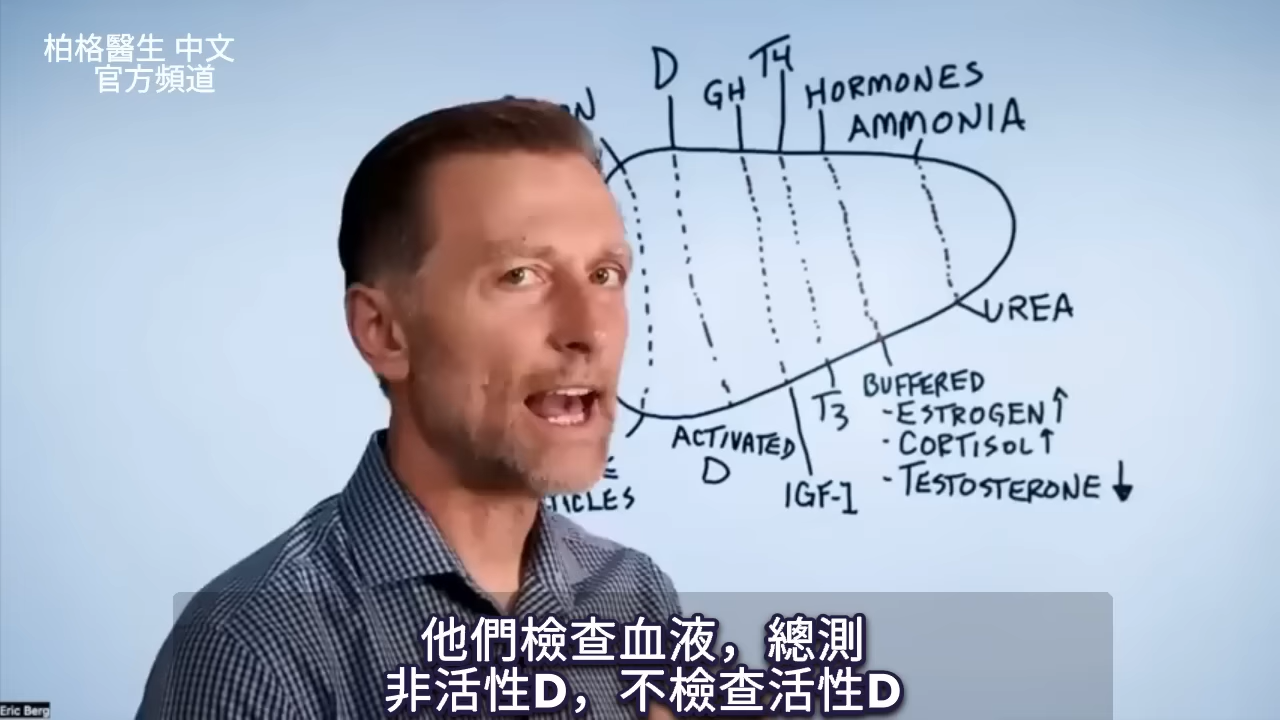 柏格醫生 中文
官方頻道
D
GH
T4
HORMONES
AMMONIA
UREA
BUFFERED
- ESTROGEN ↑
- CORTISOL ↑
- TESTOSTERONE ↓
T3
ACTIVATED
D
IGF-1
他們檢查血液，總測
非活性D，不檢查活性D
Eric Berg